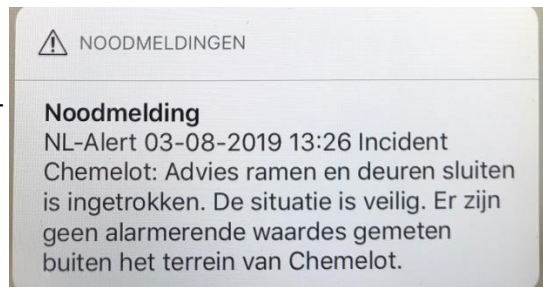 NOODMELDINGEN
Noodmelding
NL-Alert 03-08-2019 13:26 Incident
Chemelot: Advies ramen en deuren sluiten
is ingetrokken. De situatie is veilig. Er zijn
geen alarmerende waardes gemeten
buiten het terrein van Chemelot.